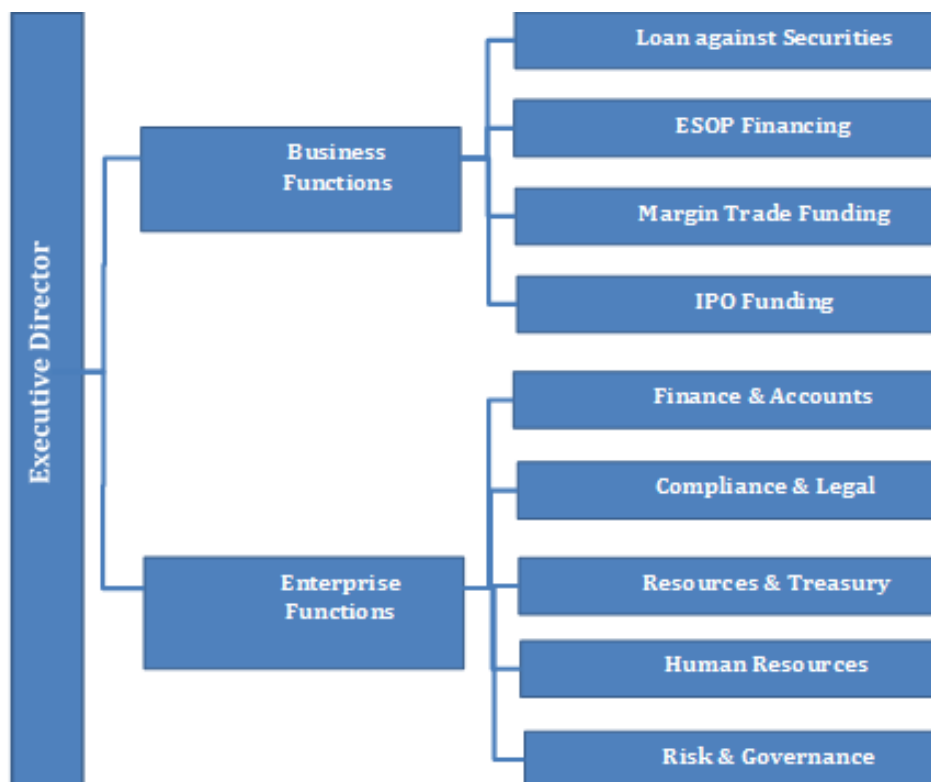 Executive Director
Business
Functions
Loan against Securities
ESOP Financing
Margin Trade Funding
IPO Funding
Enterprise
Functions
Finance & Accounts
Compliance & Legal
Resources & Treasury
Human Resources
Risk & Governance